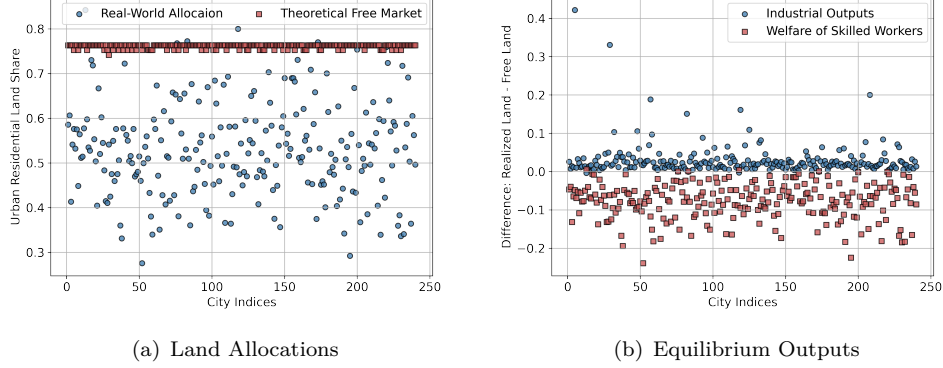 Real-World Allocaion
Theoretical Free Market
0.8
0.7
0.6
0.5
0.4
0.3
Urban Residential Land Share
0 50 100 150 200 250
City Indices
(a) Land Allocations
Industrial Outputs
Welfare of Skilled Workers
0.4
0.3
0.2
0.1
0.0
−0.1
−0.2
Difference: Realized Land - Free Land
0 50 100 150 200 250
City Indices
(b) Equilibrium Outputs